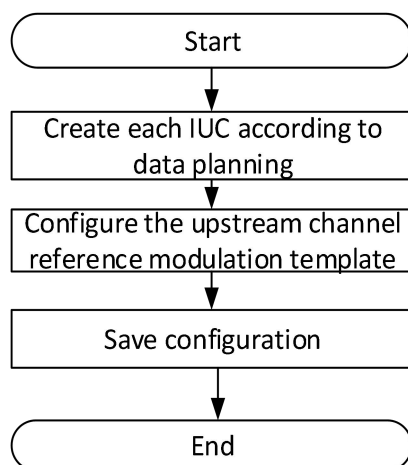 Start
Create each IUC according to
data planning
Configure the upstream channel
reference modulation template
Save configuration
End